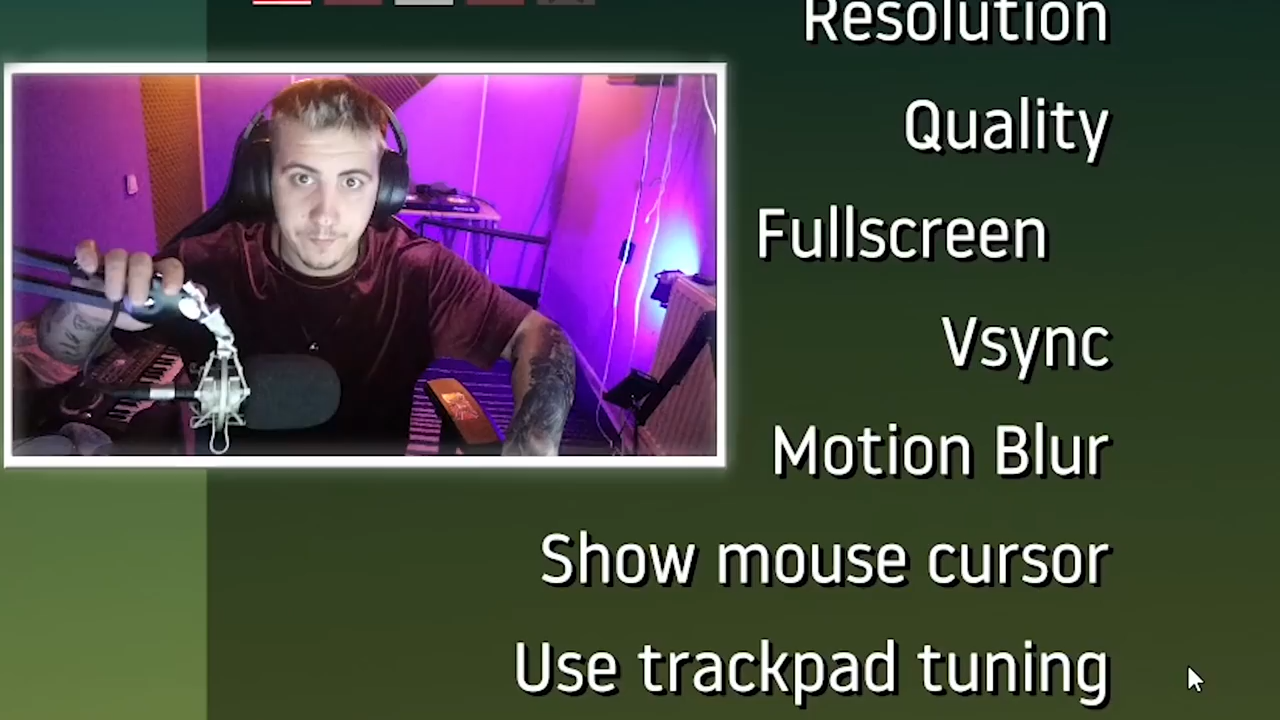 Resolution
Quality
Fullscreen
Vsync
Motion Blur
Show mouse cursor
Use trackpad tuning